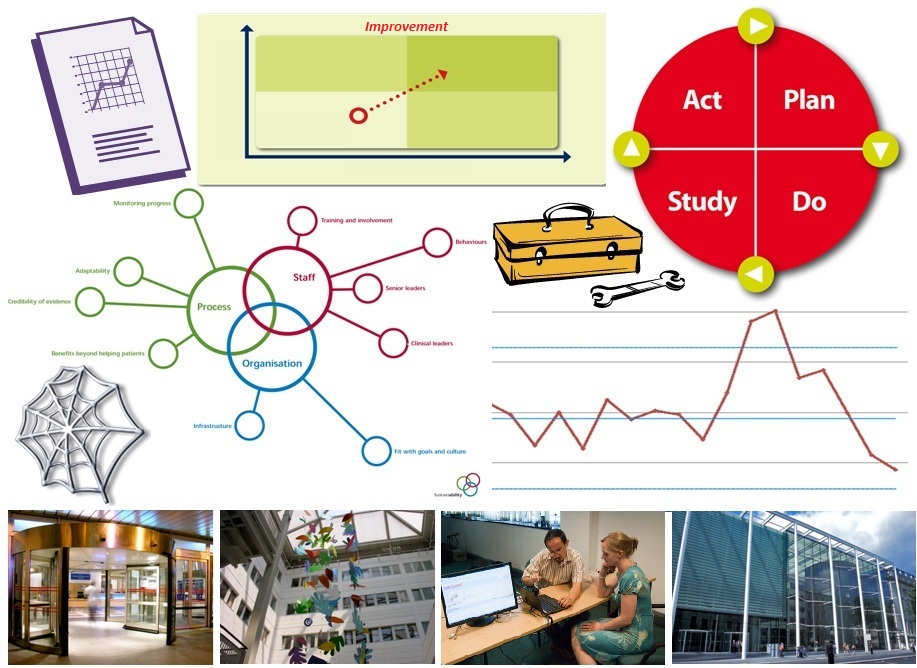 Improvement
Act
Plan
Study
Do
Monitoring progress
Training and involvement
Behaviours
Adaptability
Staff
Senior leaders
Credibility of evidence
Process
Clinical leaders
Benefits beyond helping patients
Organisation
Infrastructure
Fit with goals and culture
Sustainability